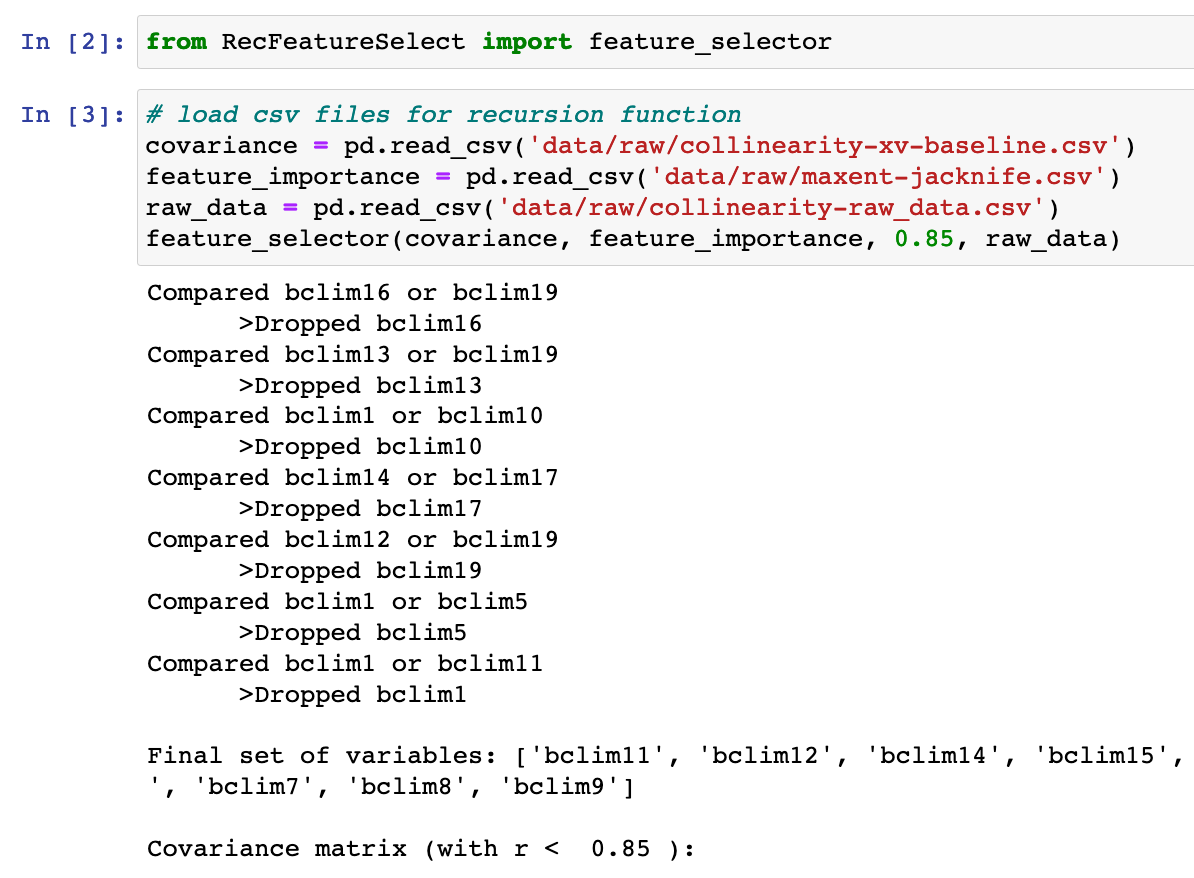 In [2]: from RecFeatureSelect import feature_selector
In [3]: # load csv files for recursion function
covariance = pd.read_csv('data/raw/collinearity-xv-baseline.csv')
feature_importance = pd.read_csv('data/raw/maxent-jacknife.csv')
raw_data = pd.read_csv('data/raw/collinearity-raw_data.csv')
feature_selector(covariance, feature_importance, 0.85, raw_data)
Compared bclim16 or bclim19
>Dropped bclim16
Compared bclim13 or bclim19
>Dropped bclim13
Compared bclim1 or bclim10
>Dropped bclim10
Compared bclim14 or bclim17
>Dropped bclim17
Compared bclim12 or bclim19
>Dropped bclim19
Compared bclim1 or bclim5
>Dropped bclim5
Compared bclim1 or bclim11
>Dropped bclim1
Final set of variables: ['bclim11', 'bclim12', 'bclim14', 'bclim15',
', 'bclim7', 'bclim8', 'bclim9']
Covariance matrix (with r <  0.85 ):